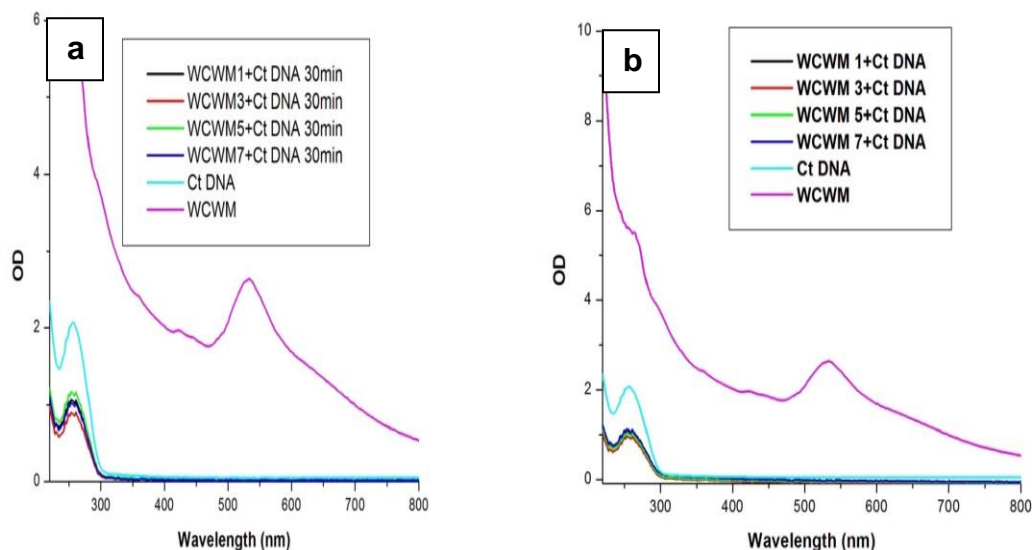 a
6
4
2
0
OD
WCWM1+Ct DNA 30min
WCWM3+Ct DNA 30min
WCWM5+Ct DNA 30min
WCWM7+Ct DNA 30min
Ct DNA
WCWM
300 400 500 600 700 800
Wavelength (nm)
b
10
8
6
4
2
0
OD
WCWM 1+Ct DNA
WCWM 3+Ct DNA
WCWM 5+Ct DNA
WCWM 7+Ct DNA
Ct DNA
WCWM
300 400 500 600 700 800
Wavelength (nm)